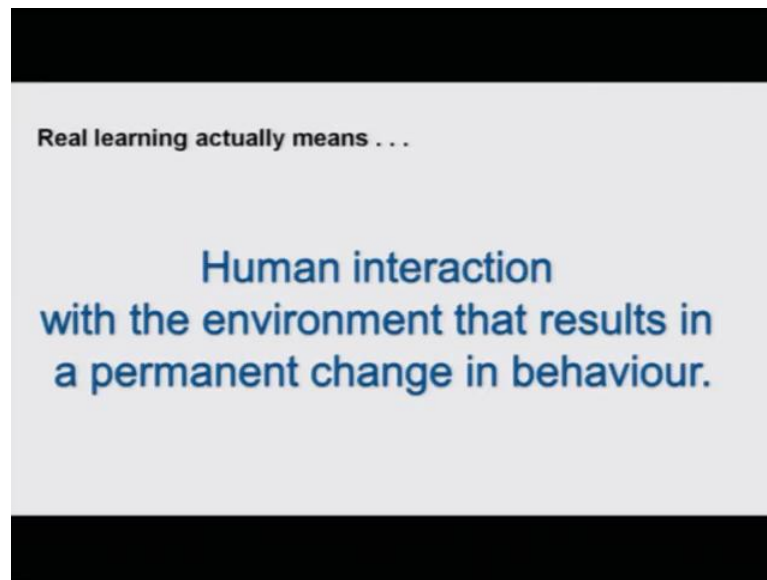 Real learning actually means . . .
Human interaction
with the environment that results in
a permanent change in behaviour.